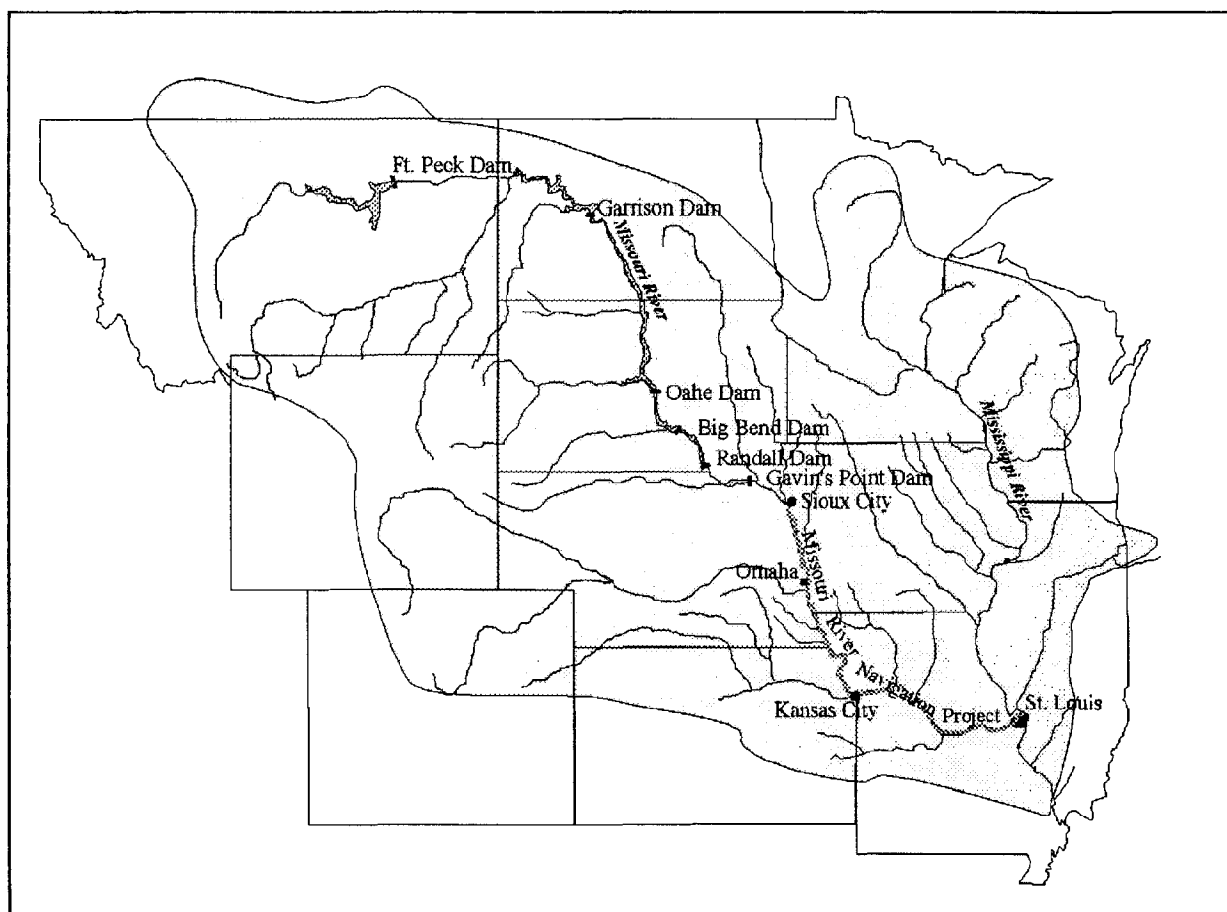 Ft. Peck Dam
Garrison Dam
Missouri River
Oahe Dam
Big Bend Dam
Randall Dam
Gavin's Point Dam
Sioux City
Mississippi River
Omaha
Missouri River Navigation Project
Kansas City
St. Louis